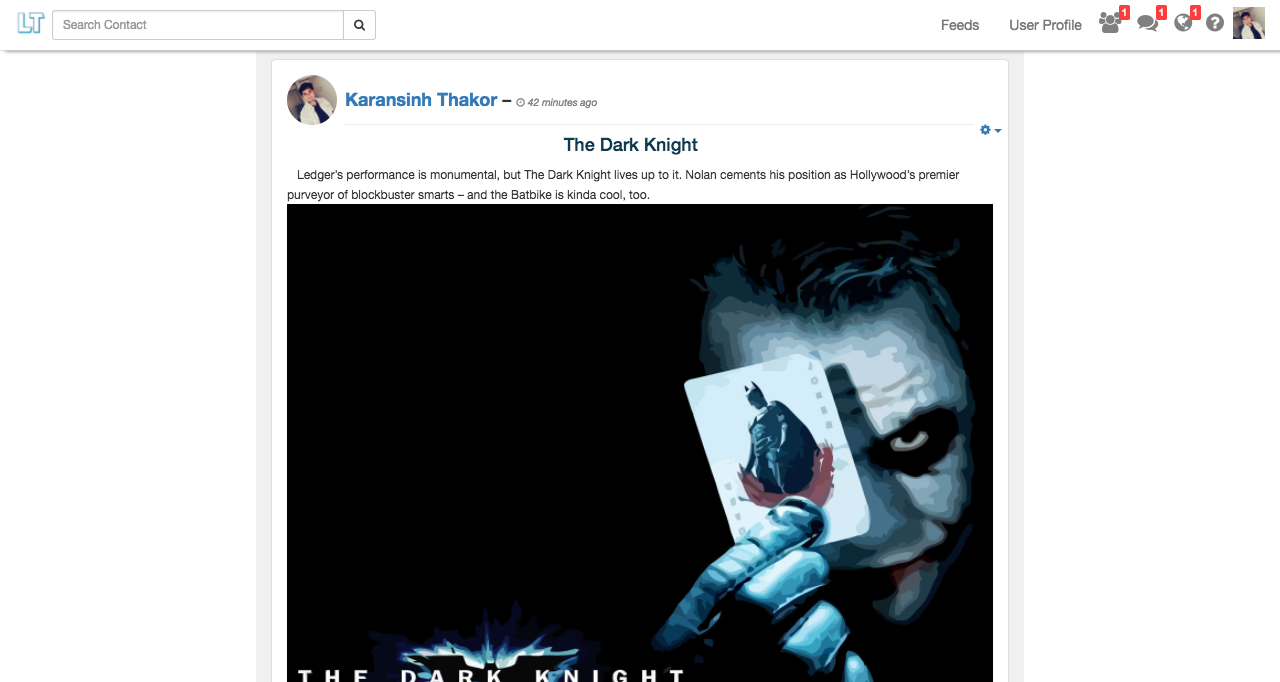 LT
Search Contact
Feeds
User Profile
1
1
1
?
Karansinh Thakor – 42 minutes ago
The Dark Knight
Ledger's performance is monumental, but The Dark Knight lives up to it. Nolan cements his position as Hollywood's premier
purveyor of blockbuster smarts – and the Batbike is kinda cool, too.
THE DARK KNIGHT